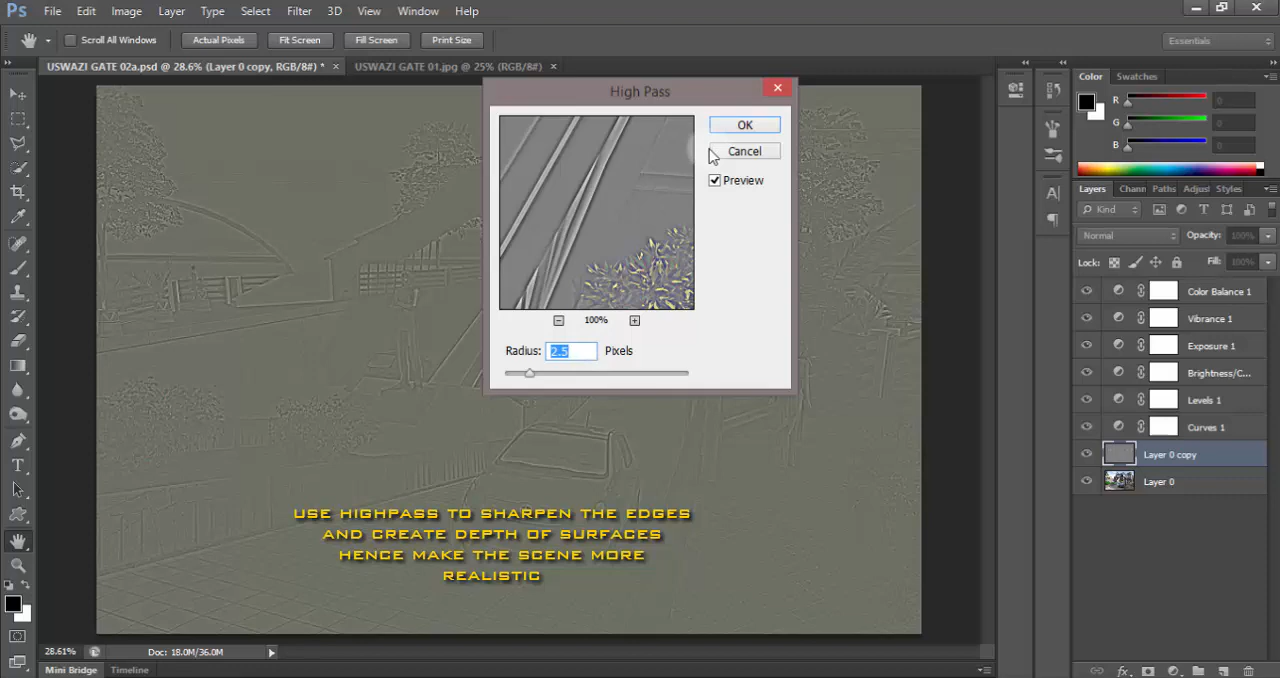 Ps File Edit Image Layer Type Select Filter 3D View Window Help
Scroll All Windows Actual Pixels Fit Screen Fill Screen Print Size Essentials
USWAZI GATE 02a.psd @ 28.6% (Layer 0 copy, RGB/8#) * × USWAZI GATE 01.jpg @ 25% (RGB/8#) ×
High Pass
OK
Cancel
Preview
100%
Radius: 2.5 Pixels
USE HIGHPASS TO SHARPEN THE EDGES
AND CREATE DEPTH OF SURFACES
HENCE MAKE THE SCENE MORE
REALISTIC
Color Swatches
R 0
G 0
B 0
Layers Chann Paths Adjust Styles
Kind
Normal Opacity: 100%
Lock: Fill: 100%
Color Balance 1
Vibrance 1
Exposure 1
Brightness/C...
Levels 1
Curves 1
Layer 0 copy
Layer 0
28.61% Doc: 18.0M/36.0M
Mini Bridge Timeline